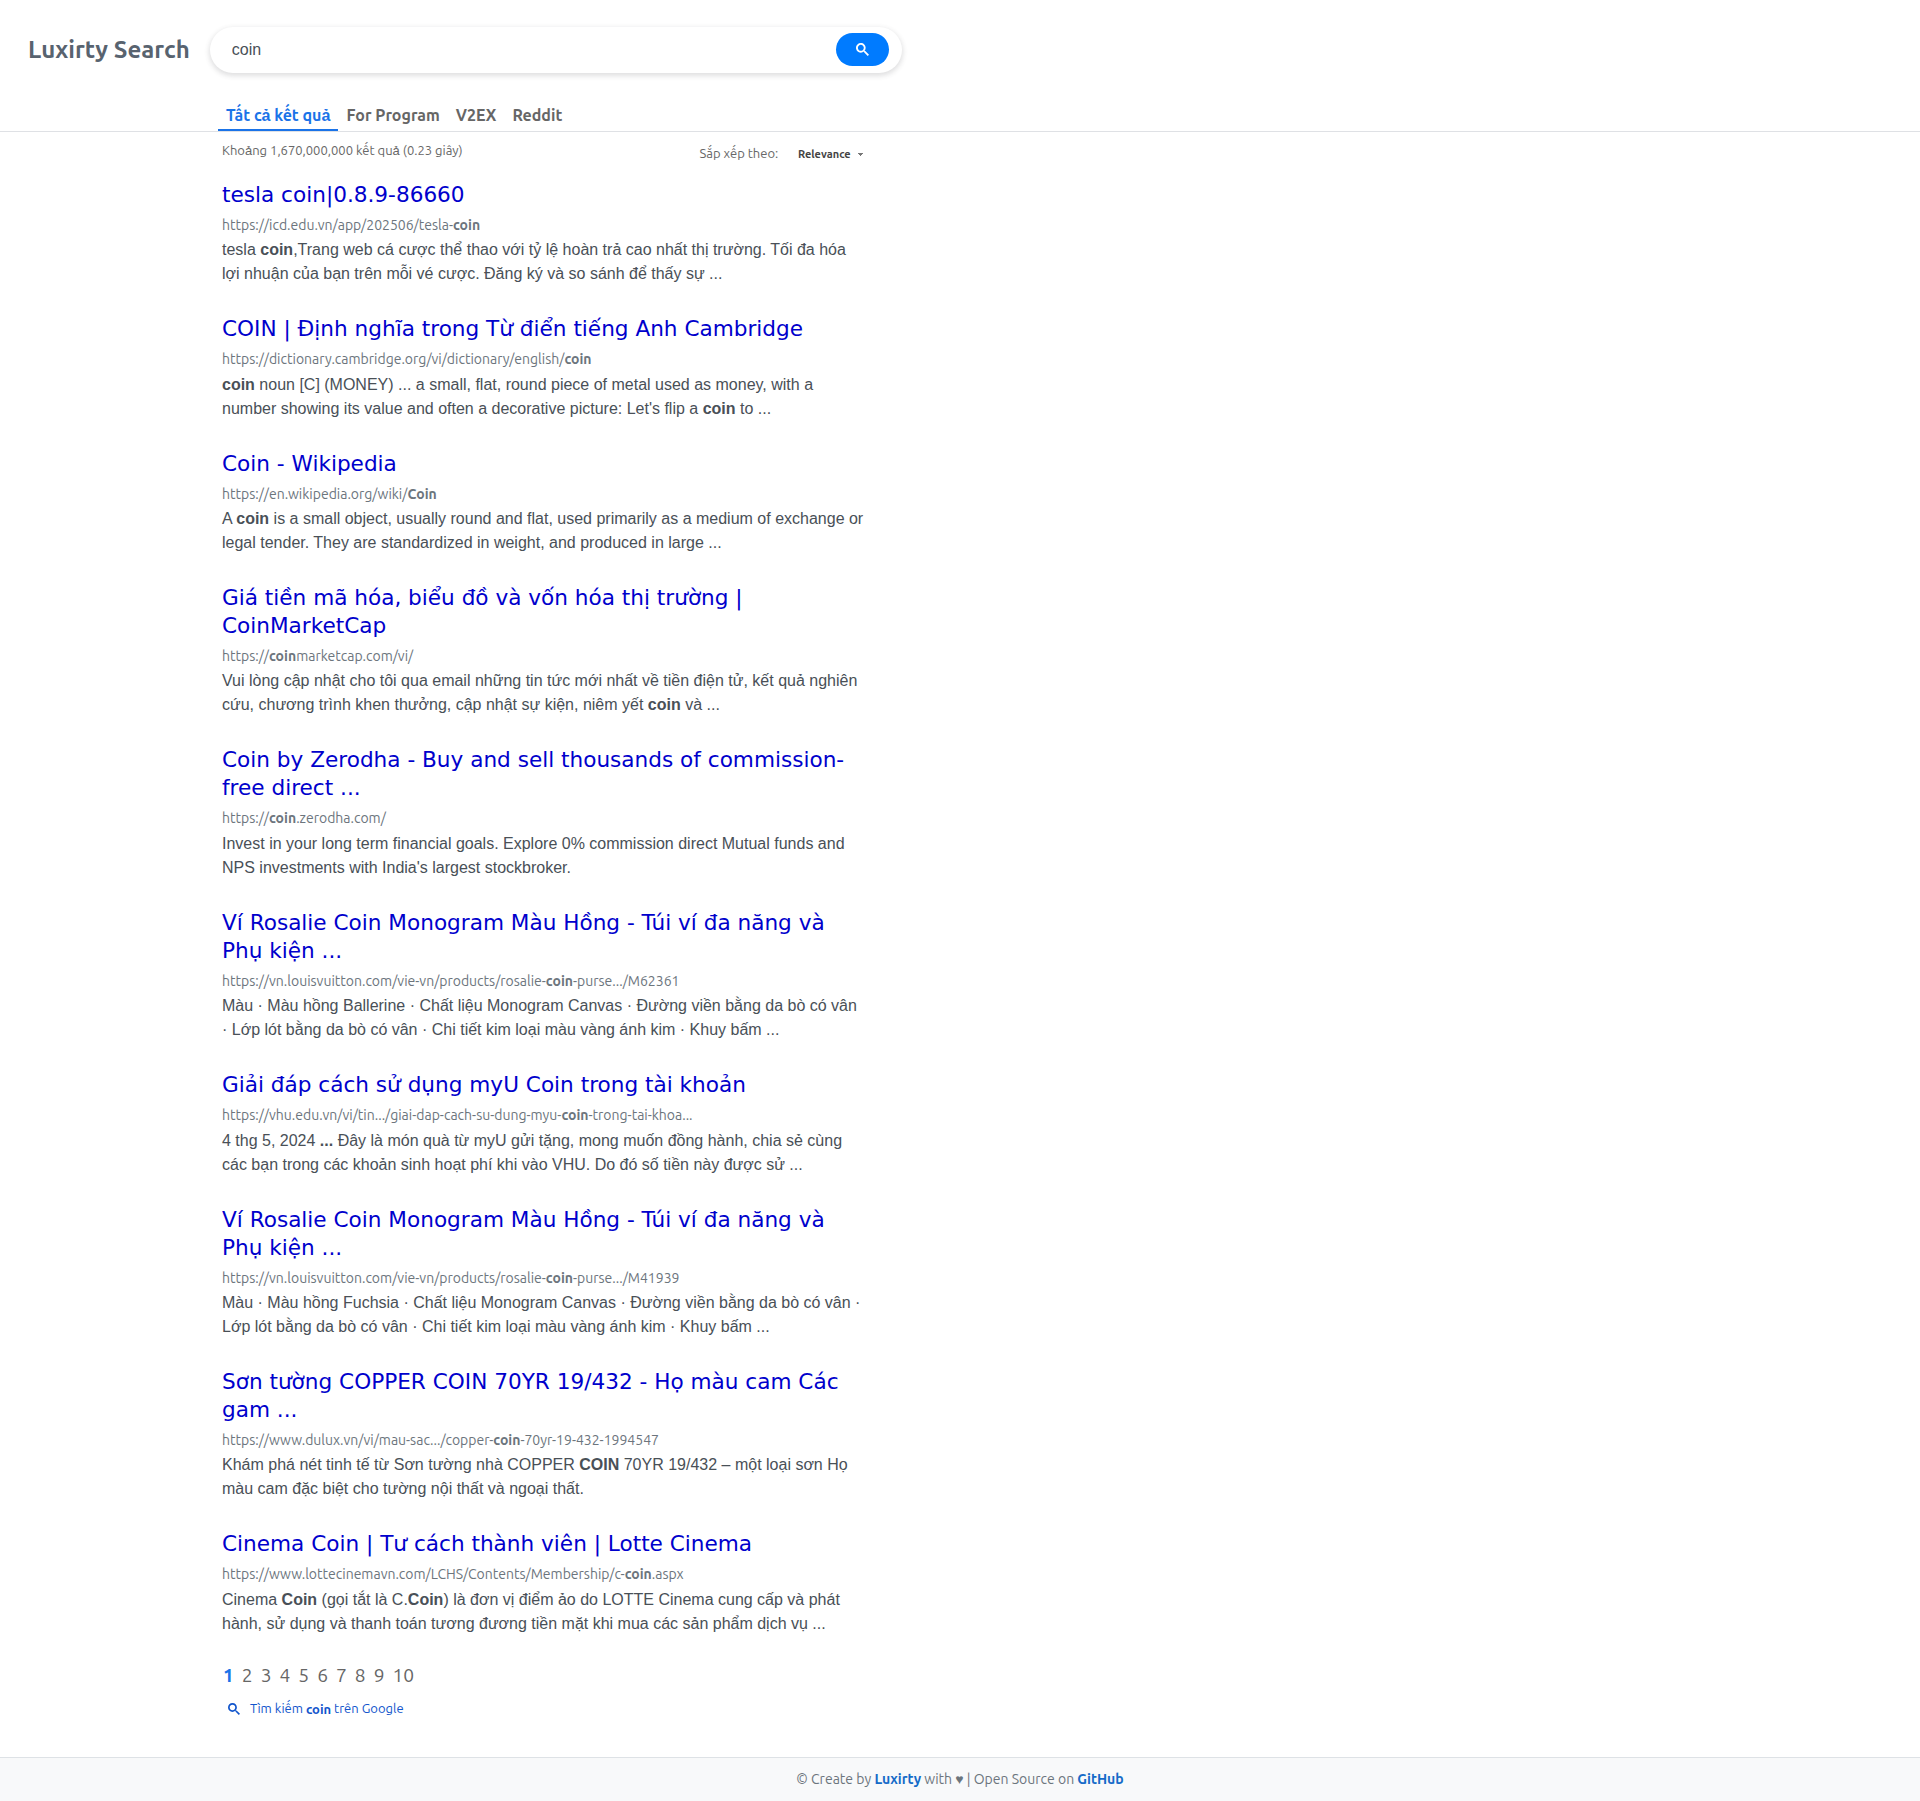 Luxirty Search
coin
Tất cả kết quả For Program V2EX Reddit
Khoảng 1,670,000,000 kết quả (0.23 giây)
Sắp xếp theo: Relevance
tesla coin|0.8.9-86660
https://icd.edu.vn/app/202506/tesla-coin
tesla coin,Trang web cá cược thể thao với tỷ lệ hoàn trả cao nhất thị trường. Tối đa hóa
lợi nhuận của bạn trên mỗi vé cược. Đăng ký và so sánh để thấy sự ...
COIN | Định nghĩa trong Từ điển tiếng Anh Cambridge
https://dictionary.cambridge.org/vi/dictionary/english/coin
coin noun [C] (MONEY) ... a small, flat, round piece of metal used as money, with a
number showing its value and often a decorative picture: Let's flip a coin to ...
Coin - Wikipedia
https://en.wikipedia.org/wiki/Coin
A coin is a small object, usually round and flat, used primarily as a medium of exchange or
legal tender. They are standardized in weight, and produced in large ...
Giá tiền mã hóa, biểu đồ và vốn hóa thị trường |
CoinMarketCap
https://coinmarketcap.com/vi/
Vui lòng cập nhật cho tôi qua email những tin tức mới nhất về tiền điện tử, kết quả nghiên
cứu, chương trình khen thưởng, cập nhật sự kiện, niêm yết coin và ...
Coin by Zerodha - Buy and sell thousands of commission-
free direct ...
https://coin.zerodha.com/
Invest in your long term financial goals. Explore 0% commission direct Mutual funds and
NPS investments with India's largest stockbroker.
Ví Rosalie Coin Monogram Màu Hồng - Túi ví đa năng và
Phụ kiện ...
https://vn.louisvuitton.com/vie-vn/products/rosalie-coin-purse.../M62361
Màu · Màu hồng Ballerine · Chất liệu Monogram Canvas · Đường viền bằng da bò có vân
· Lớp lót bằng da bò có vân · Chi tiết kim loại màu vàng ánh kim · Khuy bấm ...
Giải đáp cách sử dụng myU Coin trong tài khoản
https://vhu.edu.vn/vi/tin.../giai-dap-cach-su-dung-myu-coin-trong-tai-khoa...
4 thg 5, 2024 ... Đây là món quà từ myU gửi tặng, mong muốn đồng hành, chia sẻ cùng
các bạn trong các khoản sinh hoạt phí khi vào VHU. Do đó số tiền này được sử ...
Ví Rosalie Coin Monogram Màu Hồng - Túi ví đa năng và
Phụ kiện ...
https://vn.louisvuitton.com/vie-vn/products/rosalie-coin-purse.../M41939
Màu · Màu hồng Fuchsia · Chất liệu Monogram Canvas · Đường viền bằng da bò có vân ·
Lớp lót bằng da bò có vân · Chi tiết kim loại màu vàng ánh kim · Khuy bấm ...
Sơn tường COPPER COIN 70YR 19/432 - Họ màu cam Các
gam ...
https://www.dulux.vn/vi/mau-sac.../copper-coin-70yr-19-432-1994547
Khám phá nét tinh tế từ Sơn tường nhà COPPER COIN 70YR 19/432 – một loại sơn Họ
màu cam đặc biệt cho tường nội thất và ngoại thất.
Cinema Coin | Tư cách thành viên | Lotte Cinema
https://www.lottecinemavn.com/LCHS/Contents/Membership/c-coin.aspx
Cinema Coin (gọi tắt là C.Coin) là đơn vị điểm ảo do LOTTE Cinema cung cấp và phát
hành, sử dụng và thanh toán tương đương tiền mặt khi mua các sản phẩm dịch vụ ...
1 2 3 4 5 6 7 8 9 10
Tìm kiếm coin trên Google
© Create by Luxirty with ♥ | Open Source on GitHub